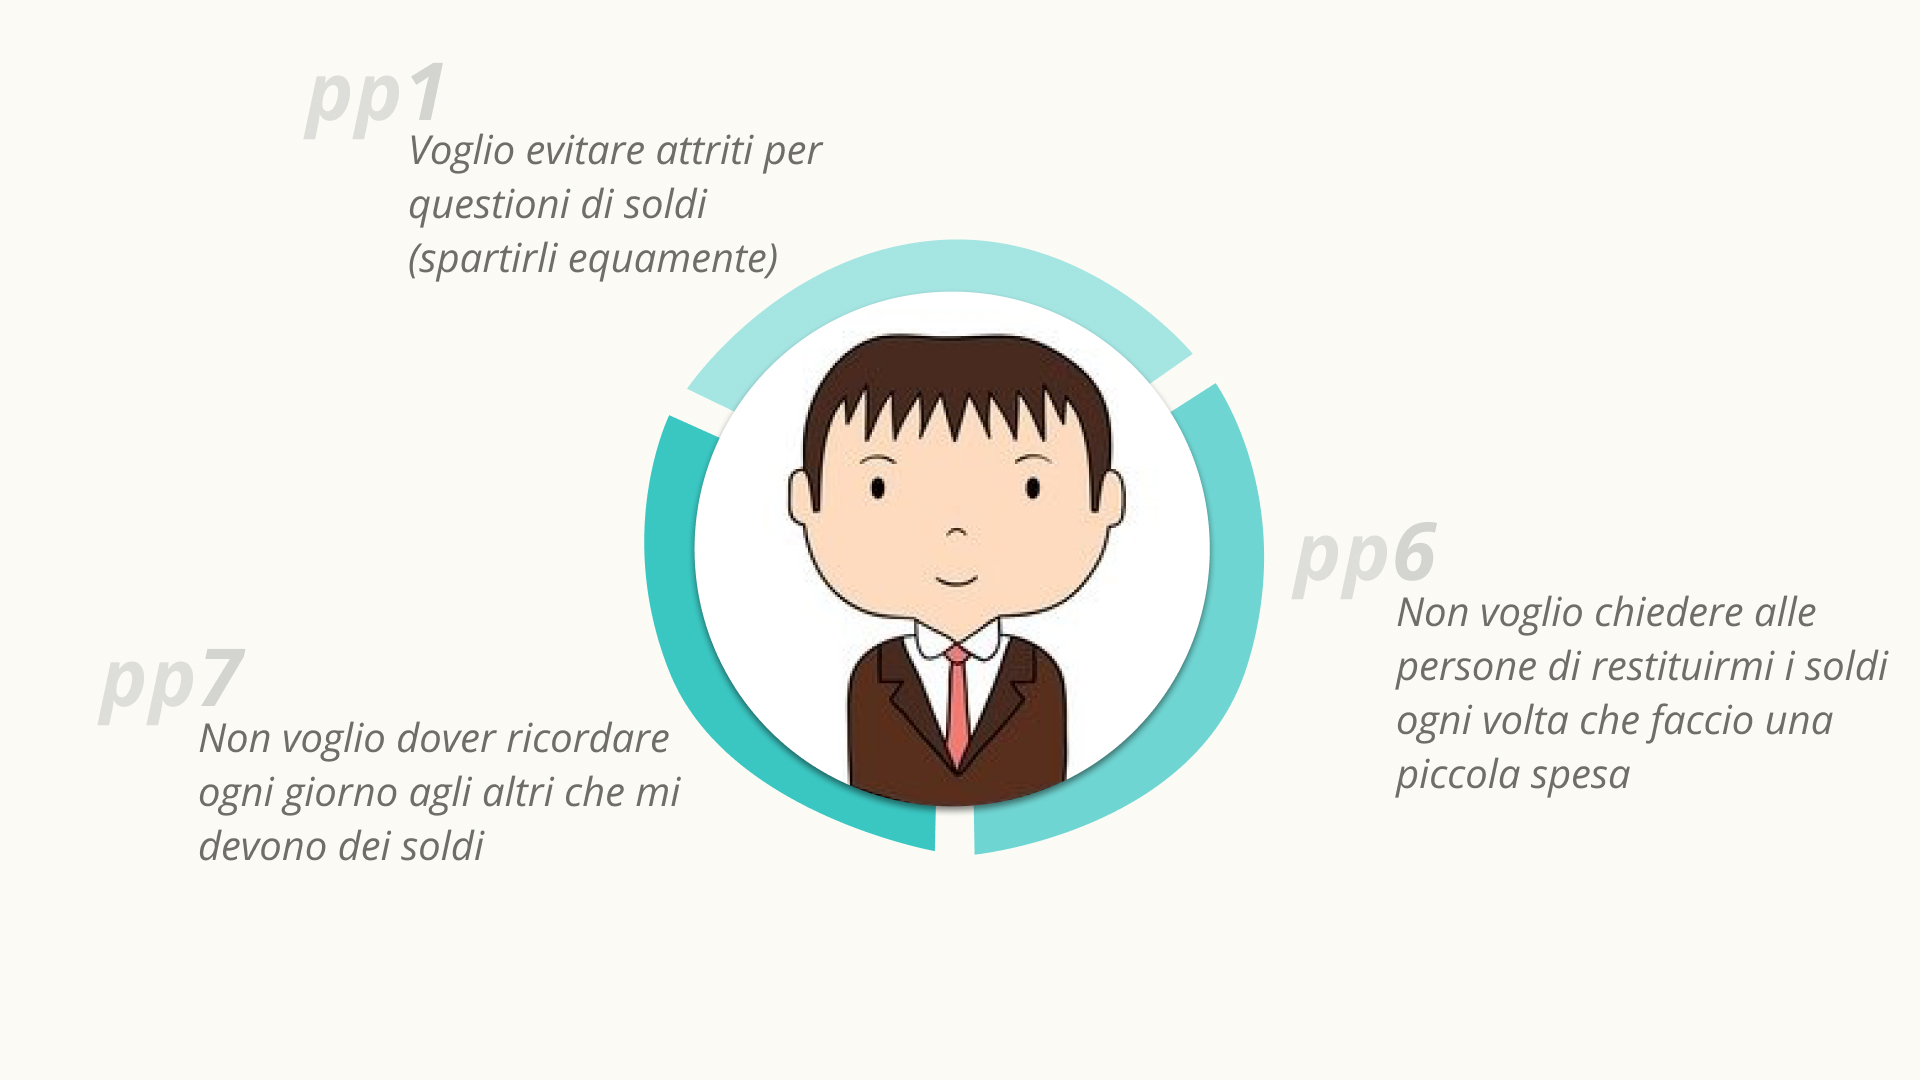 pp1
Voglio evitare attriti per
questioni di soldi
(spartirli equamente)
pp6
Non voglio chiedere alle
persone di restituirmi i soldi
ogni volta che faccio una
piccola spesa
pp7
Non voglio dover ricordare
ogni giorno agli altri che mi
devono dei soldi